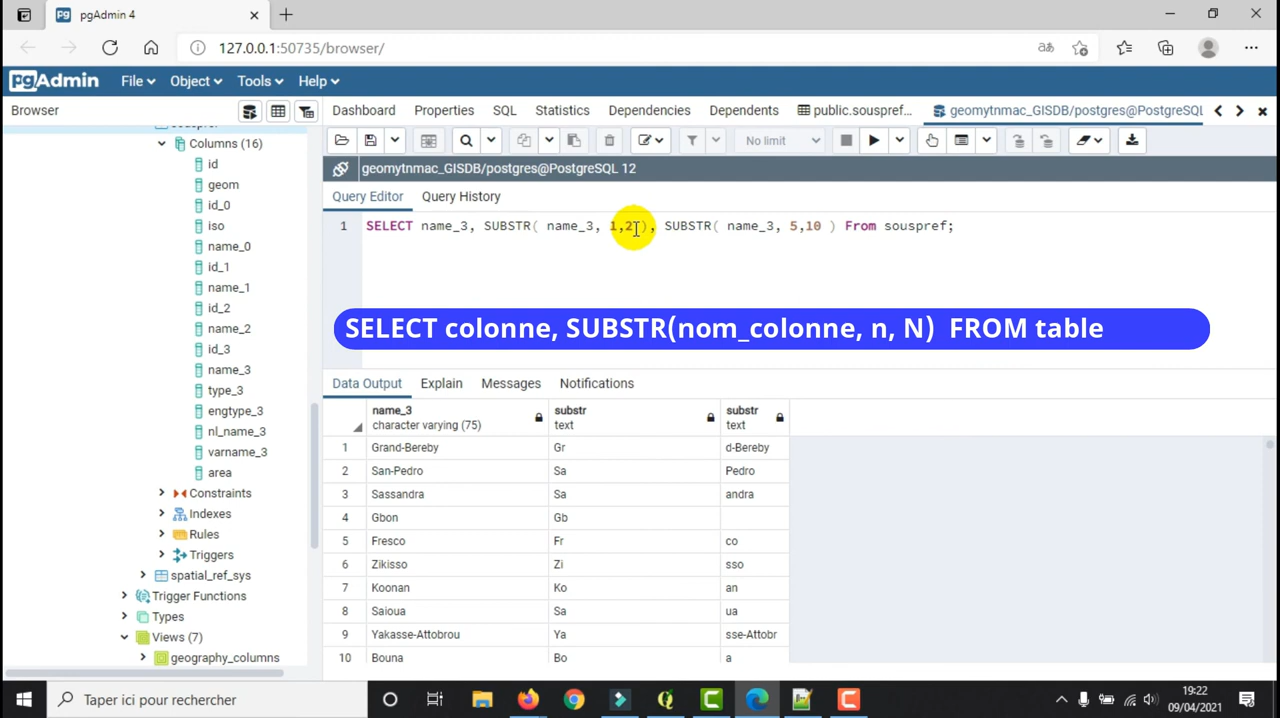 pgAdmin 4
127.0.0.1:50735/browser/
pgAdmin File Object Tools Help
Browser
Dashboard Properties SQL Statistics Dependencies Dependents public.souspref... geomytnmac_GISDB/postgres@PostgreSQL
No limit
geomytnmac_GISDB/postgres@PostgreSQL 12
Query Editor Query History
1 SELECT name_3, SUBSTR( name_3, 1,2 ), SUBSTR( name_3, 5,10 ) From souspref;
SELECT colonne, SUBSTR(nom_colonne, n, N) FROM table
Columns (16)
id
geom
id_0
iso
name_0
id_1
name_1
id_2
name_2
id_3
name_3
type_3
engtype_3
nl_name_3
varname_3
area
Constraints
Indexes
Rules
Triggers
spatial_ref_sys
Trigger Functions
Types
Views (7)
geography_columns
Data Output Explain Messages Notifications
name_3 substr substr
character varying (75) text text
1 Grand-Bereby Gr d-Bereby
2 San-Pedro Sa Pedro
3 Sassandra Sa andra
4 Gbon Gb
5 Fresco Fr co
6 Zikisso Zi sso
7 Koonan Ko an
8 Saioua Sa ua
9 Yakasse-Attobrou Ya sse-Attobr
10 Bouna Bo a
Taper ici pour rechercher
19:22
09/04/2021